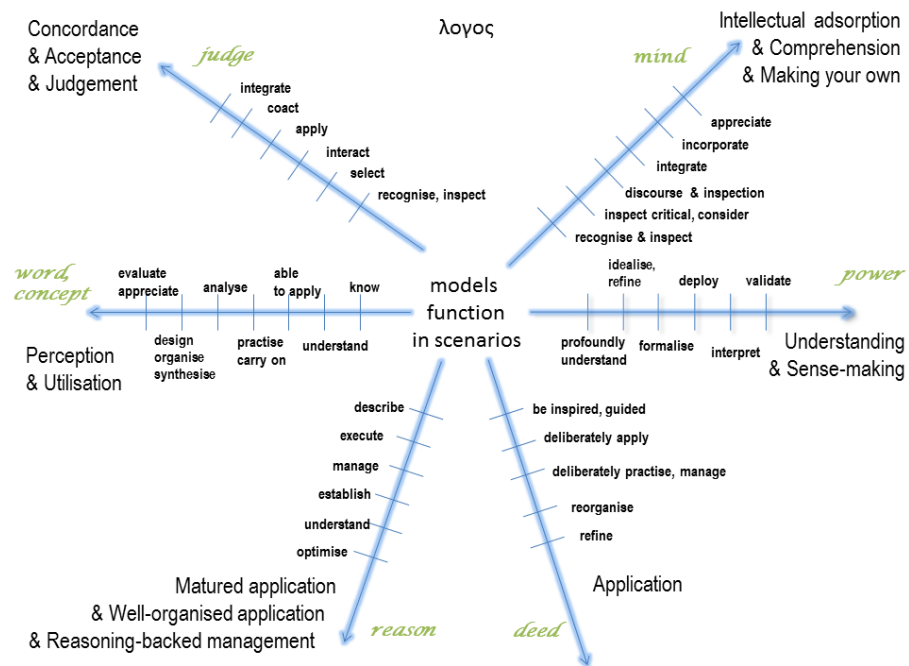 λογος
Concordance
& Acceptance
& Judgement
judge
integrate
coact
apply
interact
select
recognise, inspect
Intellectual adsorption
& Comprehension
& Making your own
mind
appreciate
incorporate
integrate
discourse & inspection
inspect critical, consider
recognise & inspect
word,
concept
evaluate
appreciate
analyse
able
to apply
know
design
organise
synthesise
practise
carry on
understand
Perception
& Utilisation
models
function
in scenarios
idealise,
refine
deploy
validate
power
profoundly
understand
formalise
interpret
Understanding
& Sense-making
describe
execute
manage
establish
understand
optimise
Matured application
& Well-organised application
& Reasoning-backed management
reason
be inspired, guided
deliberately apply
deliberately practise, manage
reorganise
refine
Application
deed